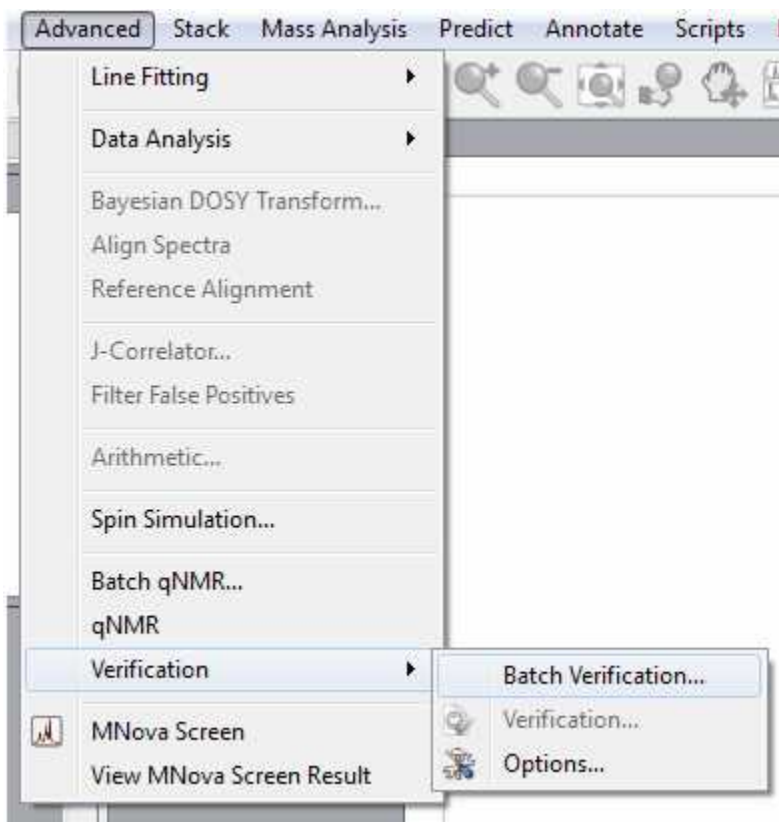 Advanced Stack Mass Analysis Predict Annotate Scripts
Line Fitting
Data Analysis
Bayesian DOSY Transform...
Align Spectra
Reference Alignment
J-Correlator...
Filter False Positives
Arithmetic...
Spin Simulation...
Batch qNMR...
qNMR
Verification
Batch Verification...
Verification...
Options...
MNova Screen
View MNova Screen Result